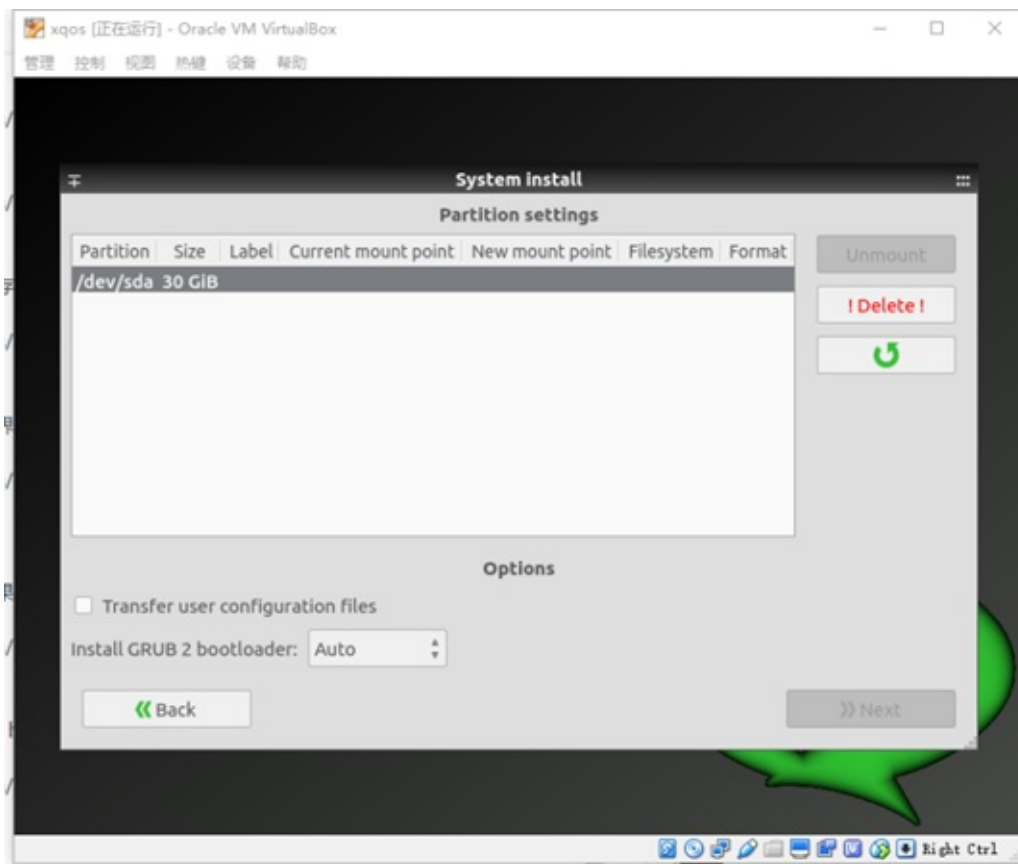 xqos [正在运行] - Oracle VM VirtualBox
管理 控制 视图 热键 设备 帮助
System install
Partition settings
Partition Size Label Current mount point New mount point Filesystem Format
/dev/sda 30 GiB
Unmount
! Delete !
Options
Transfer user configuration files
Install GRUB 2 bootloader: Auto
Back
Next
Right Ctrl